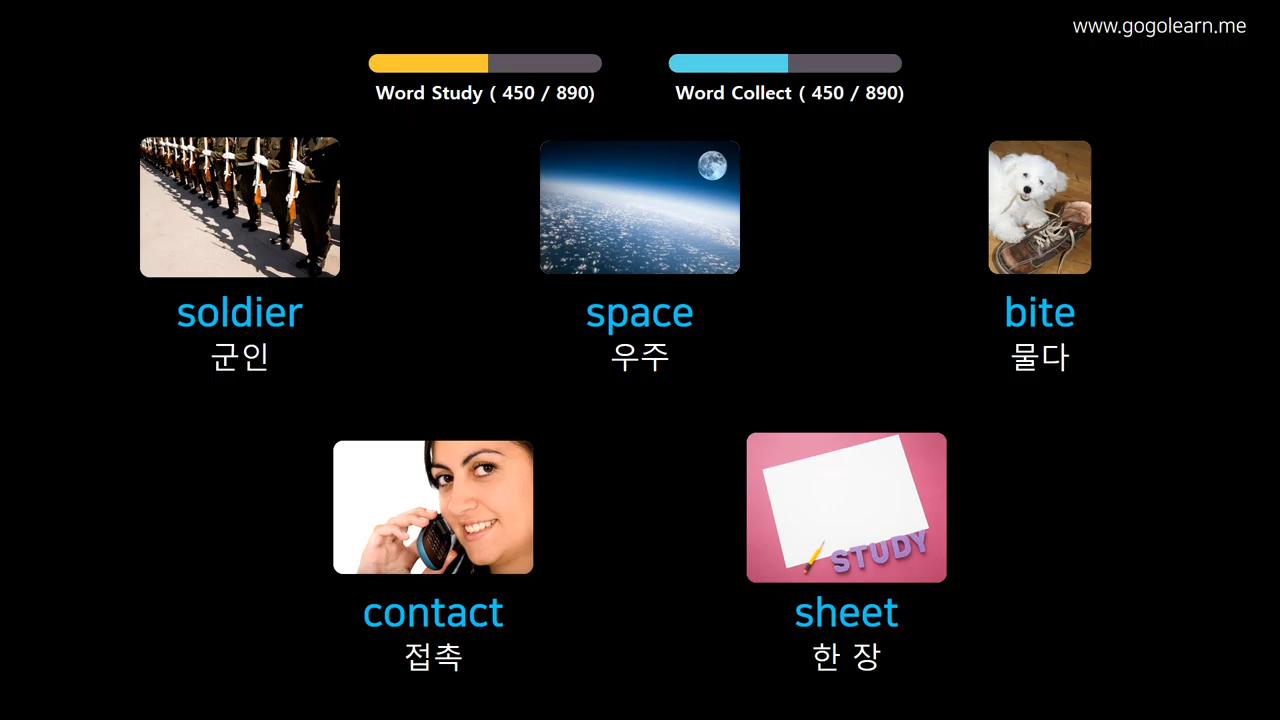 www.gogolearn.me
Word Study ( 450 / 890)
Word Collect ( 450 / 890)
soldier
군인
space
우주
bite
물다
contact
접촉
STUDY
sheet
한 장